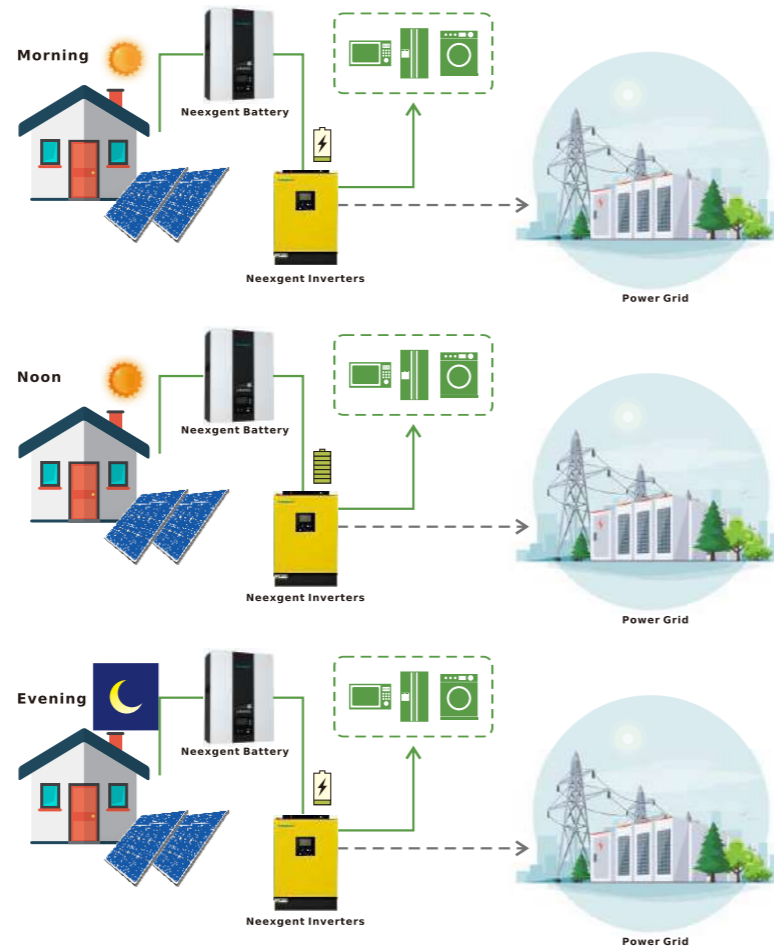 Morning
Neexgent Battery
Neexgent Inverters
Power Grid
Noon
Neexgent Battery
Neexgent Inverters
Power Grid
Evening
Neexgent Battery
Neexgent Inverters
Power Grid